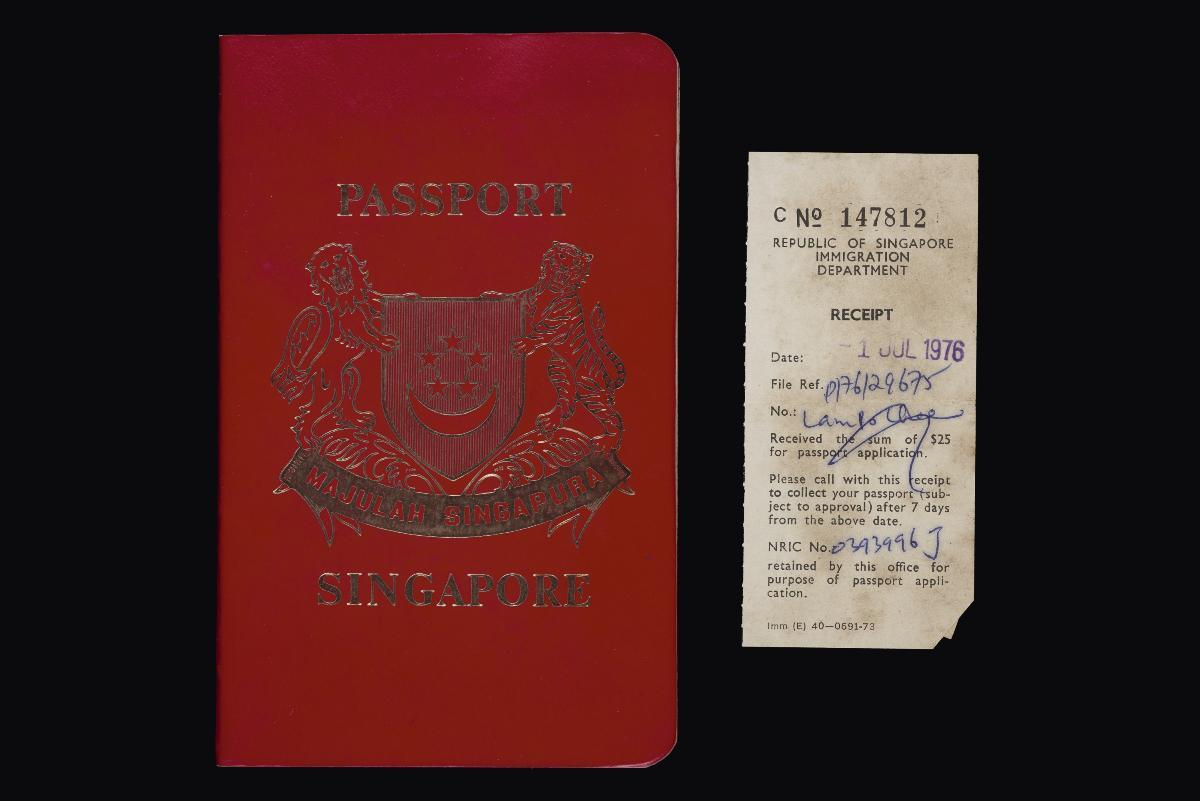 PASSPORT
MAJULAH SINGAPURA
SINGAPORE
C Nº 147812
REPUBLIC OF SINGAPORE
IMMIGRATION
DEPARTMENT
RECEIPT
Date: -1 JUL 1976
File Ref. P/76/29675
No.:
Received the sum of $25
for passport application.
Please call with this receipt
to collect your passport (sub-
ject to approval) after 7 days
from the above date.
NRIC No. 0393996 J
retained by this office for
purpose of passport appli-
cation.
Imm (E) 40—0691-73